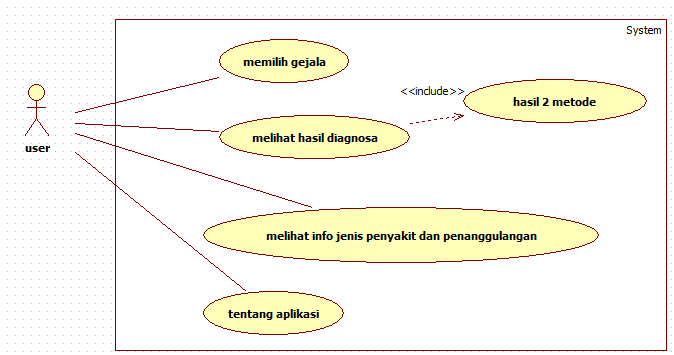 System
memilih gejala
<<include>>
hasil 2 metode
melihat hasil diagnosa
user
melihat info jenis penyakit dan penanggulangan
tentang aplikasi